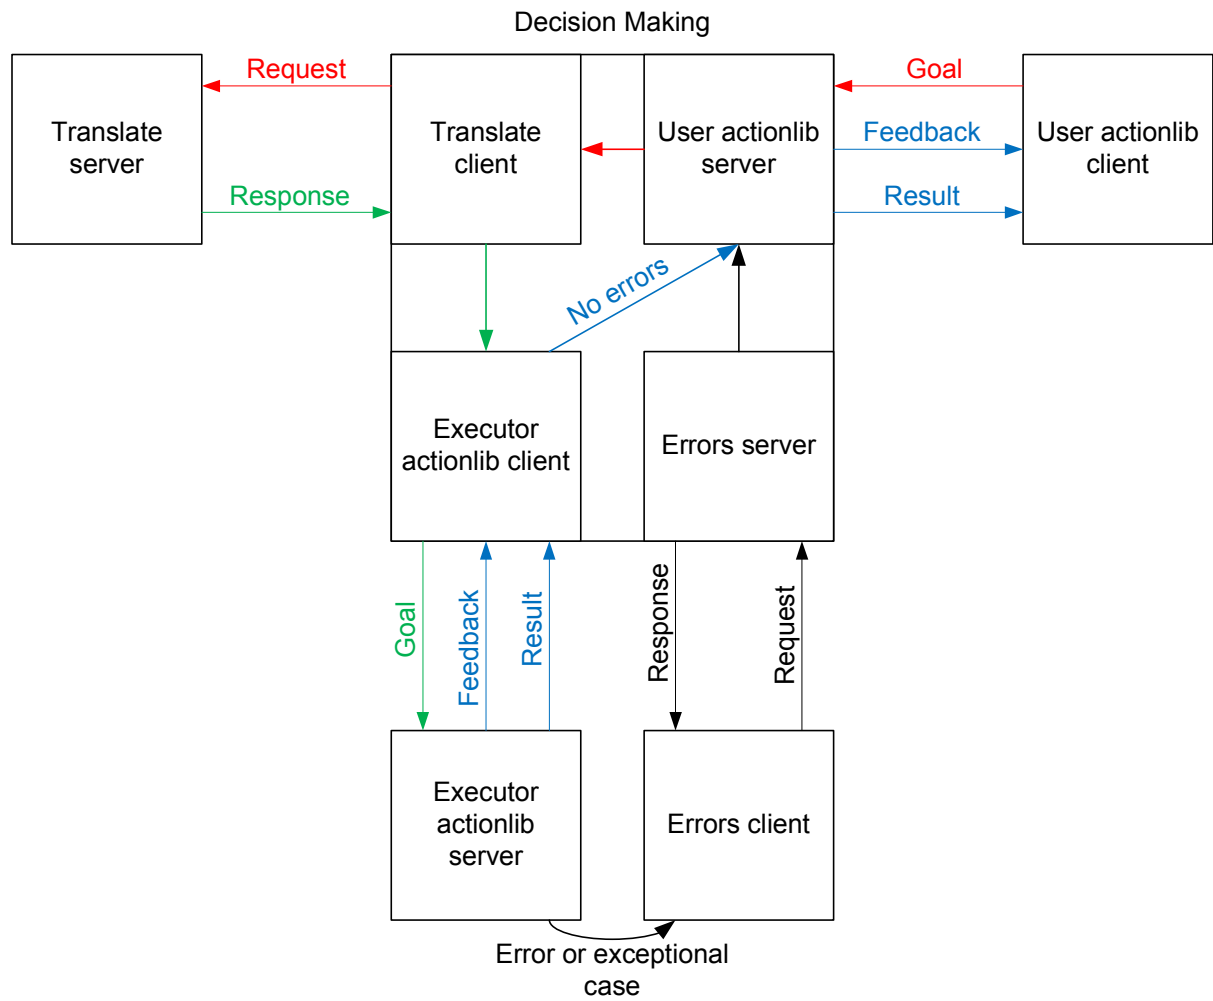 Decision Making
Request
Goal
Translate
server
Translate
client
User actionlib
server
Feedback
User actionlib
client
Response
Result
No errors
Executor
actionlib client
Errors server
Goal
Feedback
Result
Response
Request
Executor
actionlib
server
Errors client
Error or exceptional
case